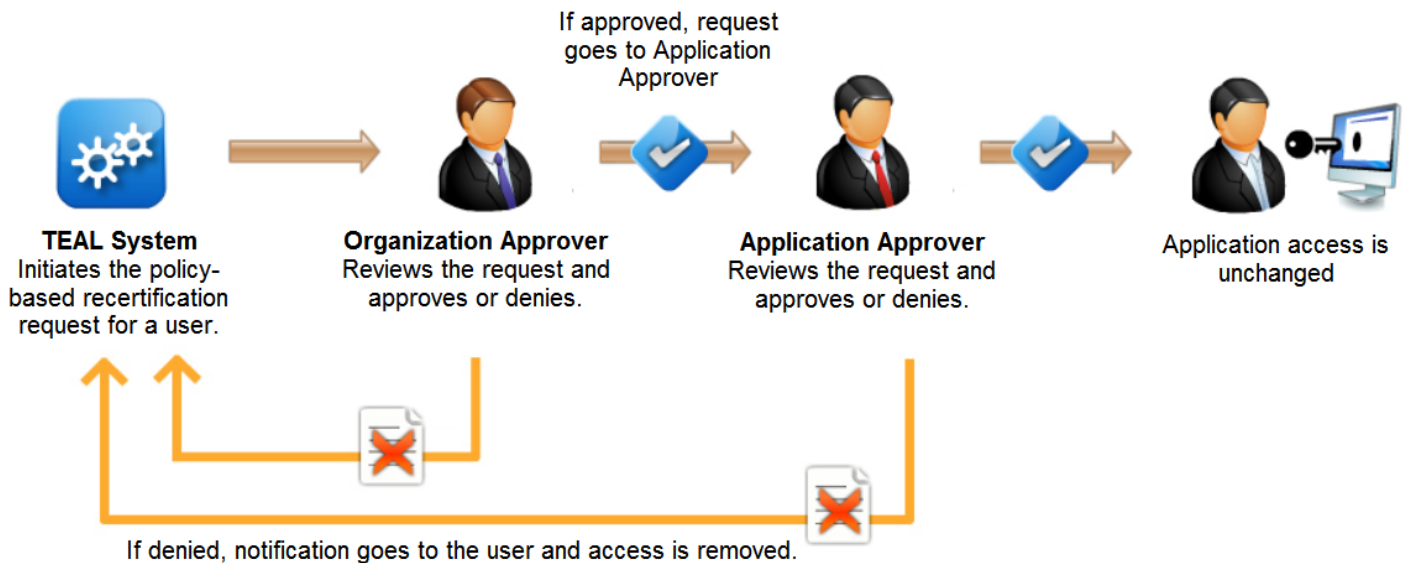 If approved, request
goes to Application
Approver
TEAL System
Initiates the policy-
based recertification
request for a user.
Organization Approver
Reviews the request and
approves or denies.
Application Approver
Reviews the request and
approves or denies.
Application access is
unchanged
If denied, notification goes to the user and access is removed.